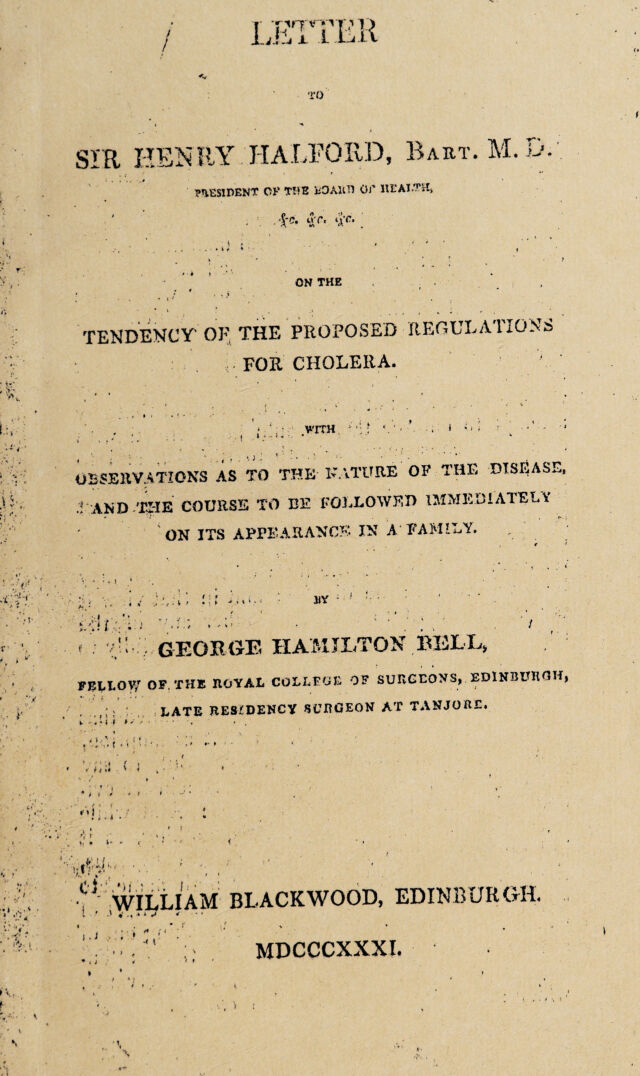 LETTER
TO
SIR HENRY HALFORD, BART. M. D.
PRESIDENT OF THE BOARD OF HEALTH,
&c. &c. &c.
ON THE
TENDENCY OF THE PROPOSED REGULATIONS
FOR CHOLERA.
WITH
OBSERVATIONS AS TO THE NATURE OF THE DISEASE,
AND THE COURSE TO BE FOLLOWED IMMEDIATELY
ON ITS APPEARANCE IN A FAMILY.
BY
GEORGE HAMILTON BELL,
FELLOW OF THE ROYAL COLLEGE OF SURGEONS, EDINBURGH,
LATE RESIDENCY SURGEON AT TANJORE.
WILLIAM BLACKWOOD, EDINBURGH.
MDCCCXXXI.